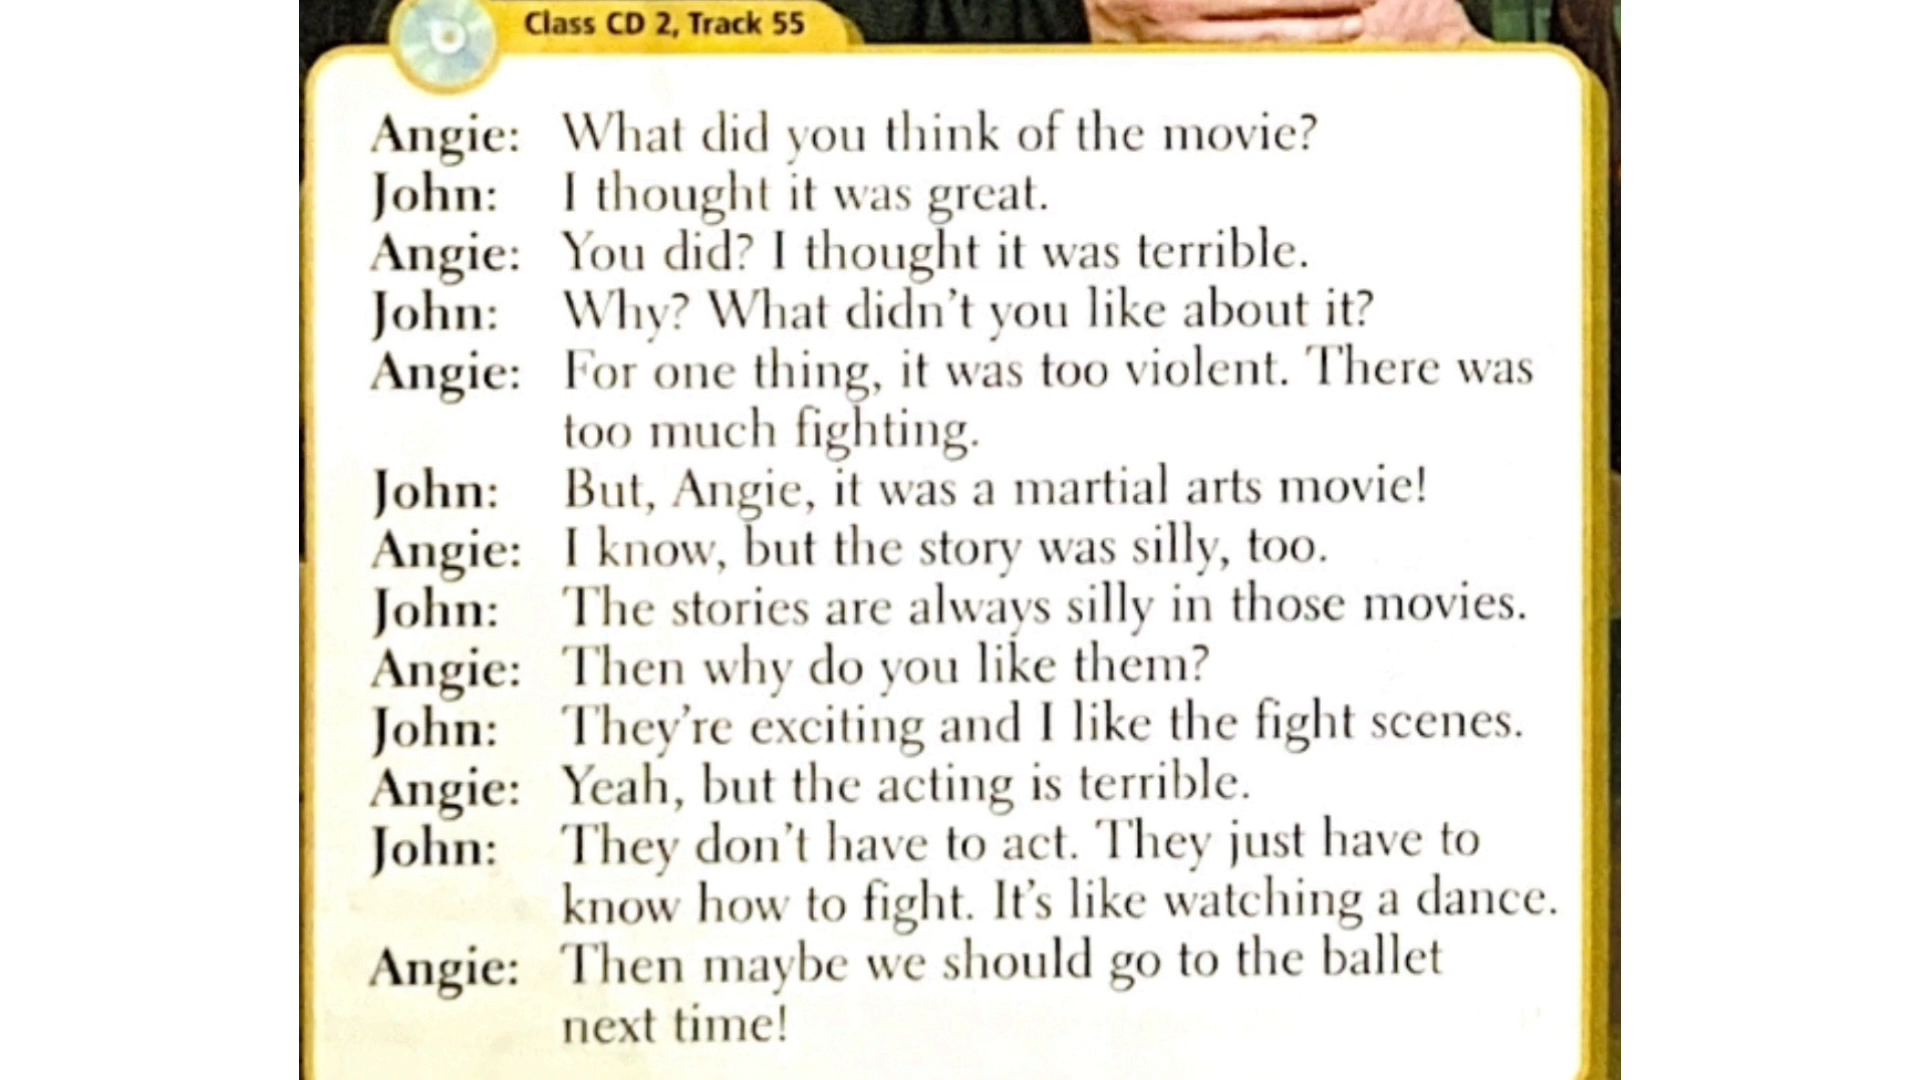 Class CD 2, Track 55
Angie: What did you think of the movie?
John: I thought it was great.
Angie: You did? I thought it was terrible.
John: Why? What didn't you like about it?
Angie: For one thing, it was too violent. There was
too much fighting.
John: But, Angie, it was a martial arts movie!
Angie: I know, but the story was silly, too.
John: The stories are always silly in those movies.
Angie: Then why do you like them?
John: They're exciting and I like the fight scenes.
Angie: Yeah, but the acting is terrible.
John: They don't have to act. They just have to
know how to fight. It's like watching a dance.
Angie: Then maybe we should go to the ballet
next time!